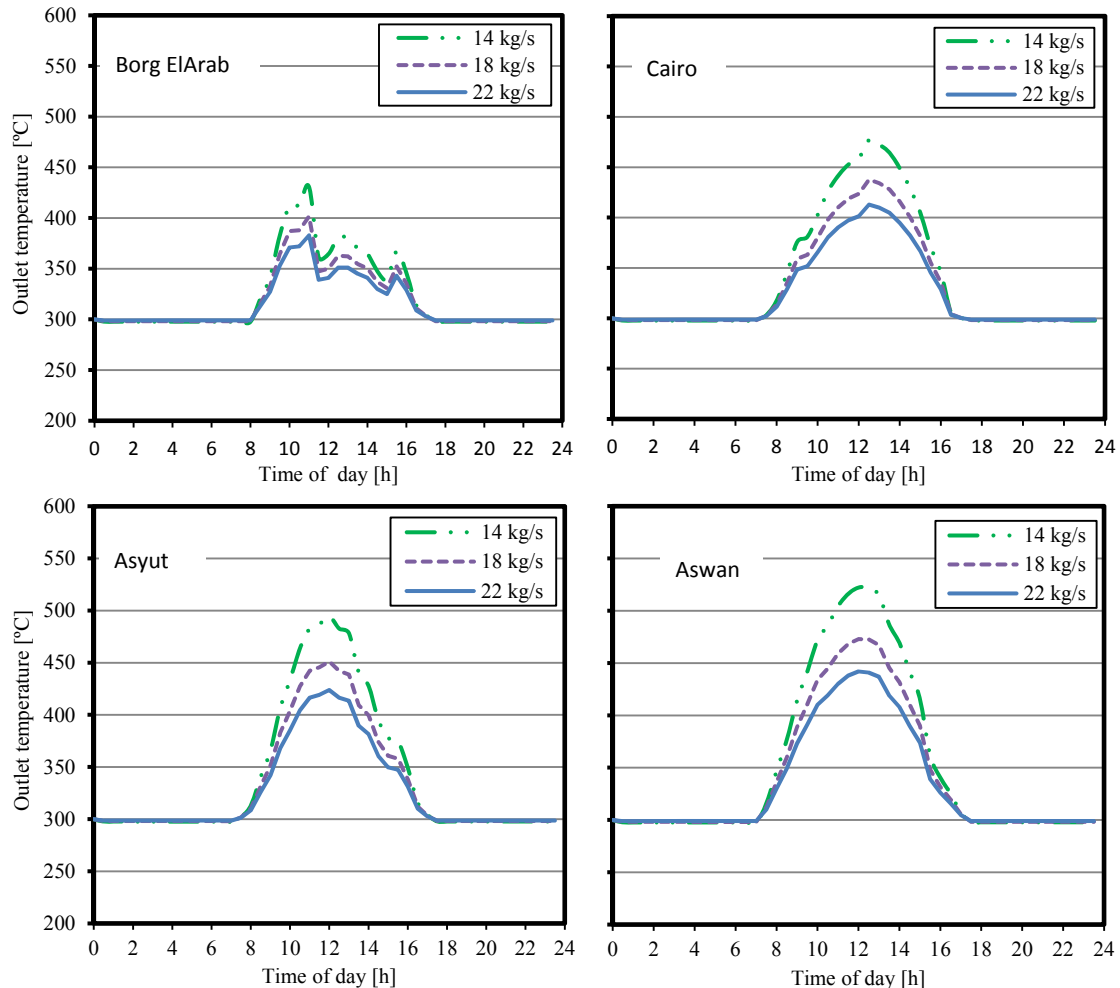 600
550
500
450
400
350
300
250
200
Outlet temperature [ºC]
Borg ElArab
14 kg/s
18 kg/s
22 kg/s
0 2 4 6 8 10 12 14 16 18 20 22 24
Time of day [h]
Cairo
14 kg/s
18 kg/s
22 kg/s
0 2 4 6 8 10 12 14 16 18 20 22 24
Time of day [h]
600
550
500
450
400
350
300
250
200
Outlet temperature [ºC]
Asyut
14 kg/s
18 kg/s
22 kg/s
0 2 4 6 8 10 12 14 16 18 20 22 24
Time of day [h]
Aswan
14 kg/s
18 kg/s
22 kg/s
0 2 4 6 8 10 12 14 16 18 20 22 24
Time of day [h]